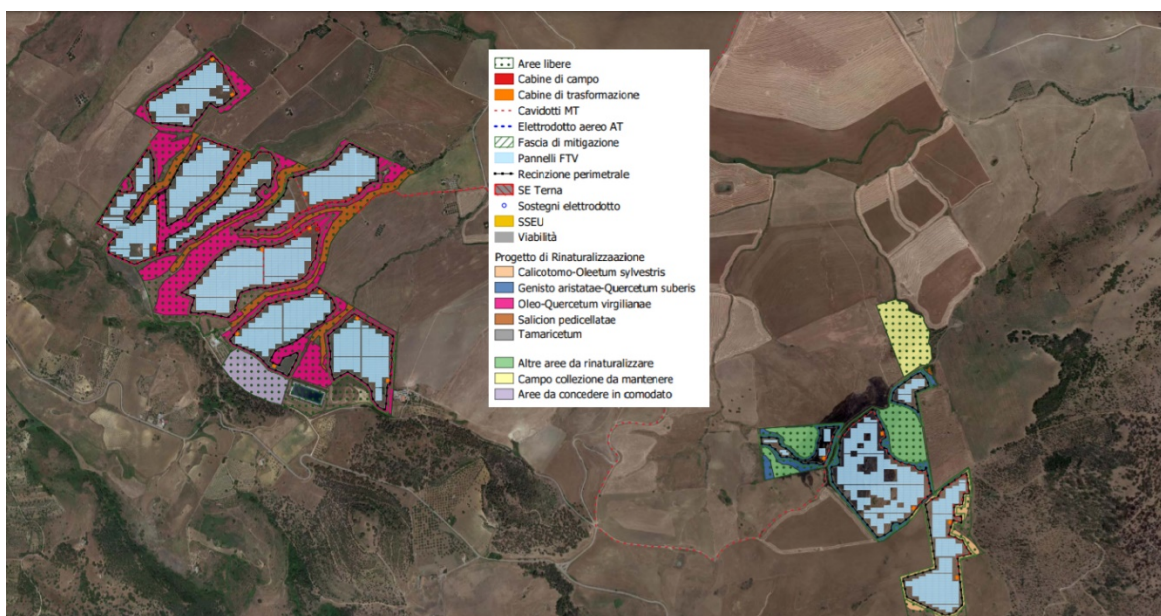 Aree libere
Cabine di campo
Cabine di trasformazione
Cavidotti MT
Elettrodotto aereo AT
Fascia di mitigazione
Pannelli FTV
Recinzione perimetrale
SE Terna
Sostegni elettrodotto
SSEU
Viabilità
Progetto di Rinaturalizzaazione
Calicotomo-Oleetum sylvestris
Genisto aristatae-Quercetum suberis
Oleo-Quercetum virgilianae
Salicion pedicellatae
Tamaricetum
Altre aree da rinaturalizzare
Campo collezione da mantenere
Aree da concedere in comodato